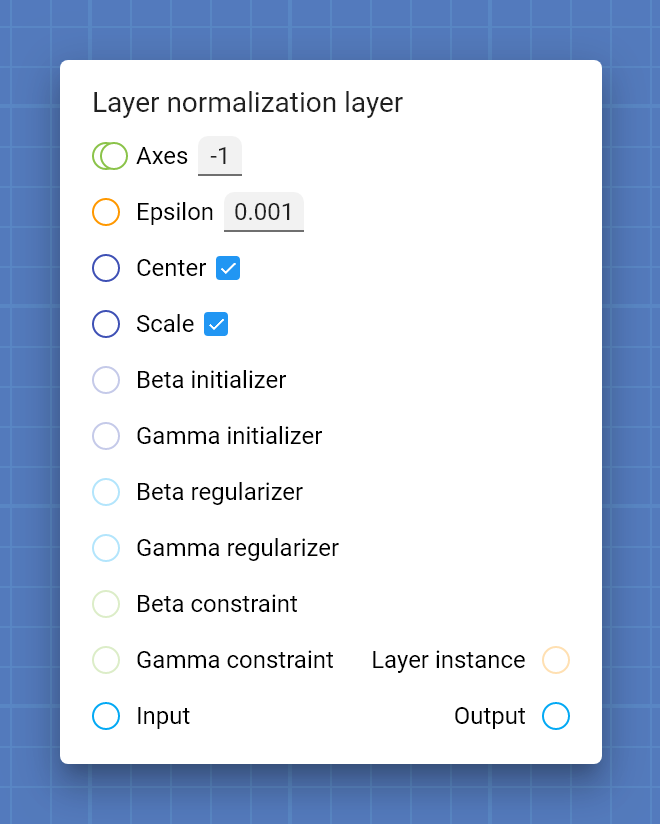 Layer normalization layer
Axes -1
Epsilon 0.001
Center
Scale
Beta initializer
Gamma initializer
Beta regularizer
Gamma regularizer
Beta constraint
Gamma constraint Layer instance
Input Output